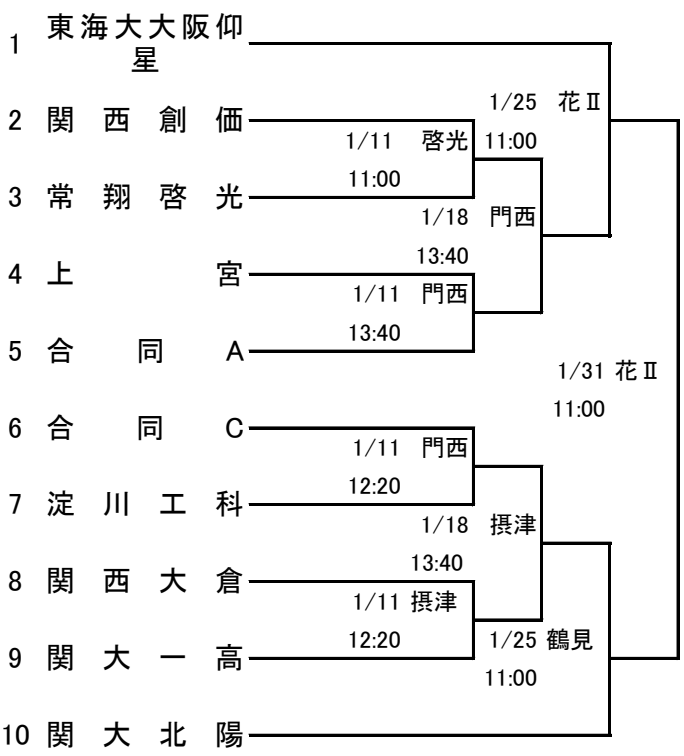 1 東海大大阪仰
星
1/25 花Ⅱ
2 関西創価
1/11 啓光 11:00
11:00
3 常翔啓光
1/18 門西
13:40
4 上宮
1/11 門西
13:40
5 合同A
1/31 花Ⅱ
11:00
6 合同C
1/11 門西
12:20
7 淀川工科
1/18 摂津
13:40
8 関西大倉
1/11 摂津
12:20
1/25 鶴見
9 関大一高
11:00
10 関大北陽